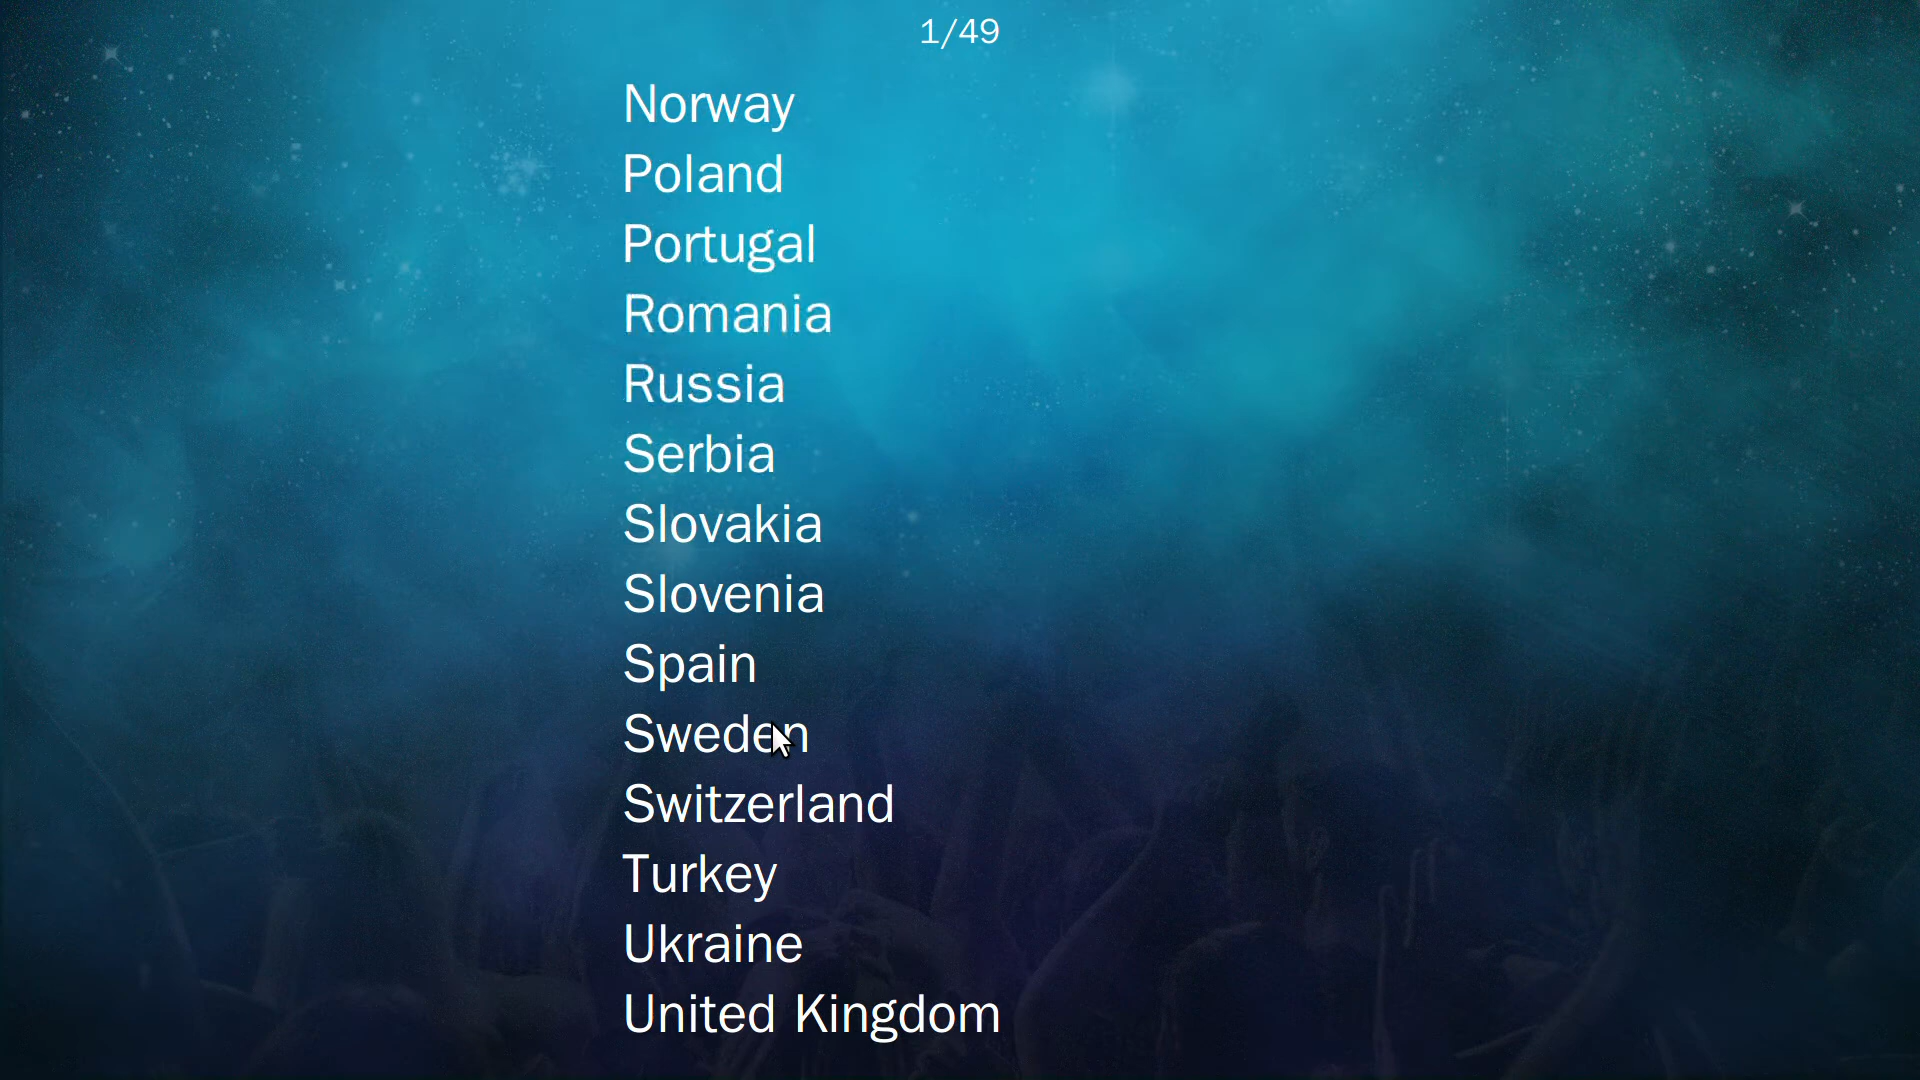 1/49
Norway
Poland
Portugal
Romania
Russia
Serbia
Slovakia
Slovenia
Spain
Sweden
Switzerland
Turkey
Ukraine
United Kingdom